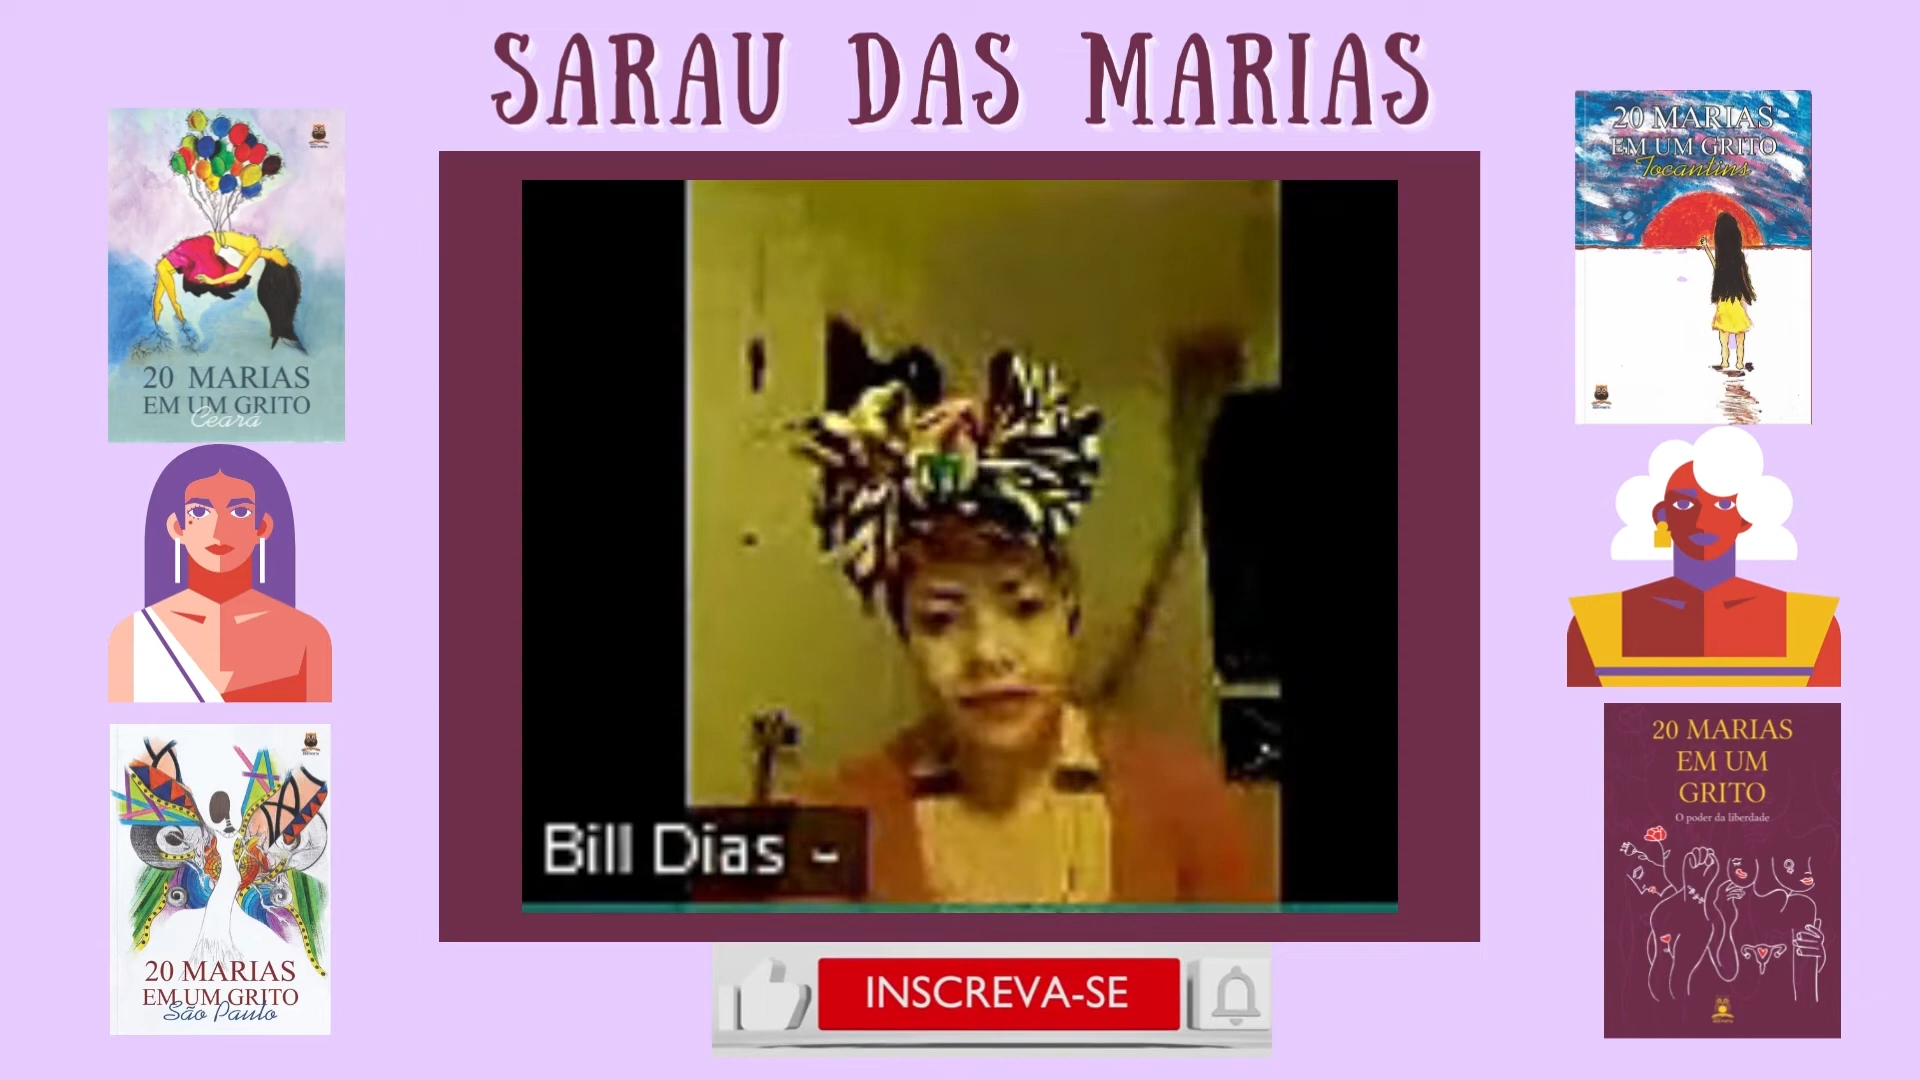 SARAU DAS MARIAS
20 MARIAS
EM UM GRITO
Ceará
20 MARIAS
EM UM GRITO
São Paulo
Bill Dias -
INSCREVA-SE
20 MARIAS
EM UM GRITO
Tocantins
20 MARIAS
EM UM
GRITO
O poder da liberdade